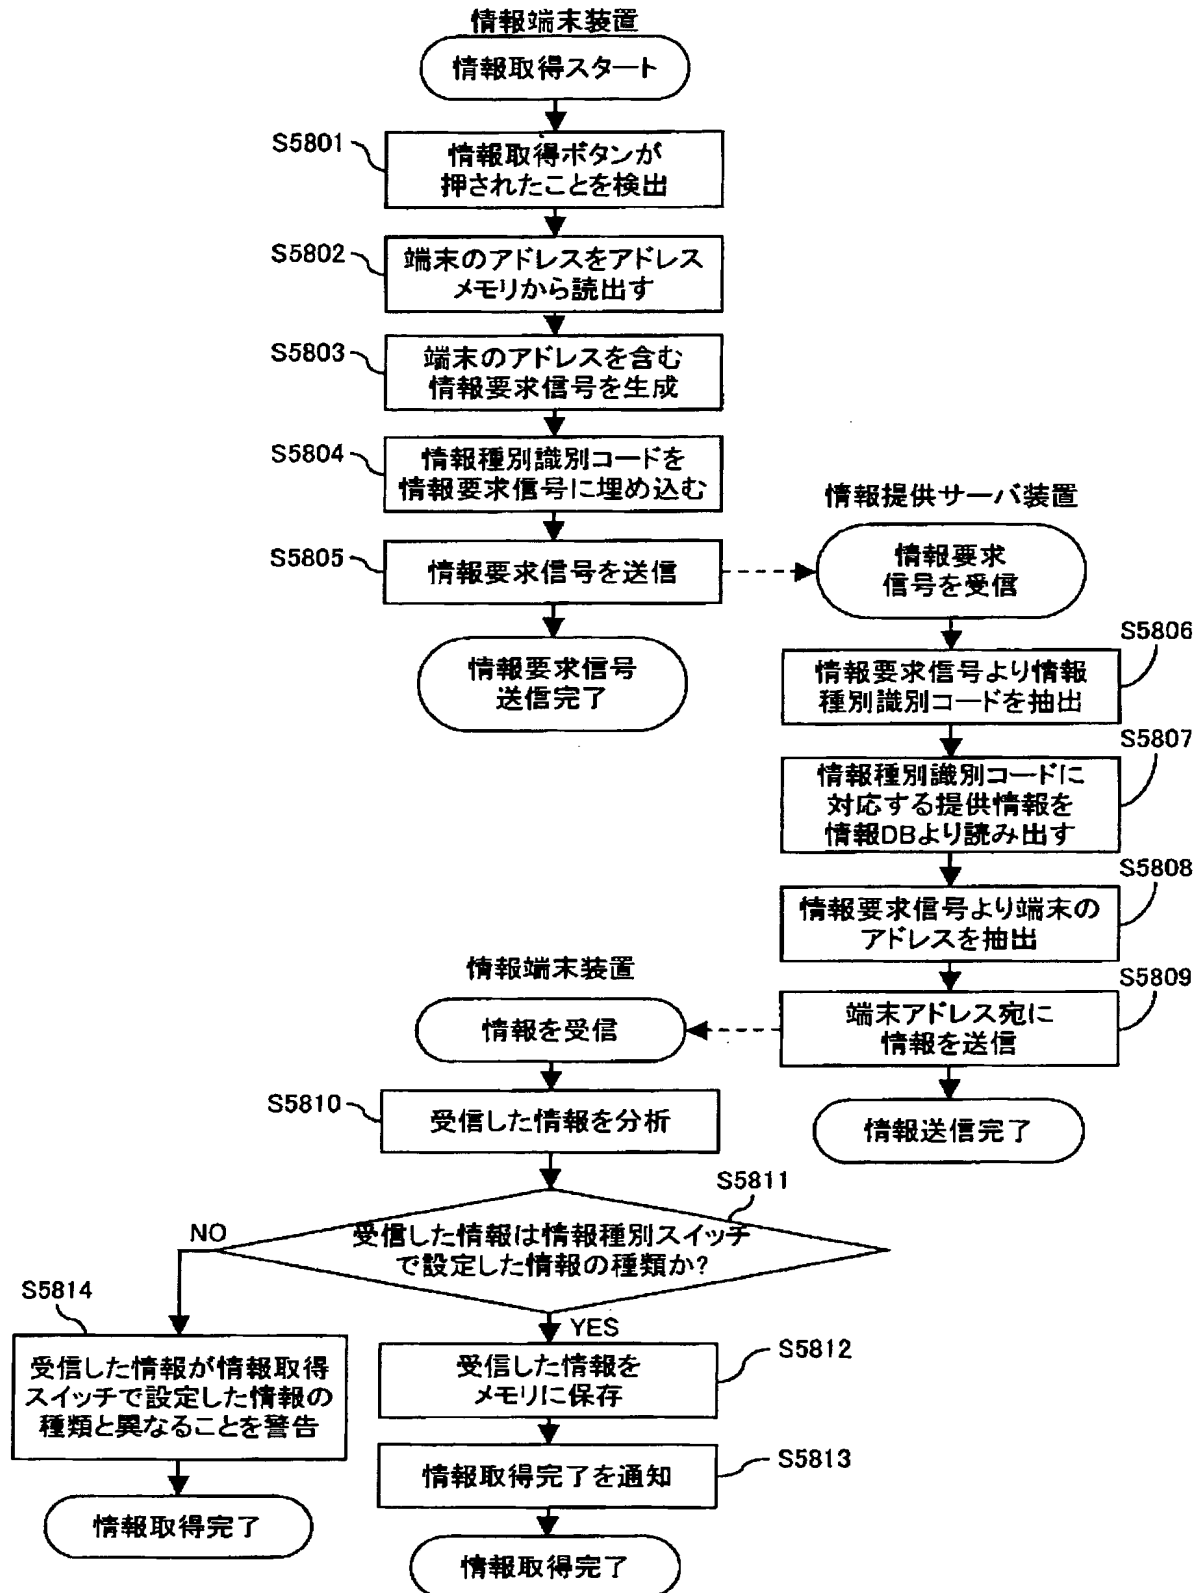 情報端末装置
情報取得スタート
S5801
情報取得ボタンが
押されたことを検出
S5802
端末のアドレスをアドレス
メモリから読出す
S5803
端末のアドレスを含む
情報要求信号を生成
S5804
情報種別識別コードを
情報要求信号に埋め込む
S5805
情報要求信号を送信
情報要求信号
送信完了
情報提供サーバ装置
情報要求
信号を受信
S5806
情報要求信号より情報
種別識別コードを抽出
S5807
情報種別識別コードに
対応する提供情報を
情報DBより読み出す
S5808
情報要求信号より端末の
アドレスを抽出
S5809
端末アドレス宛に
情報を送信
情報送信完了
情報端末装置
情報を受信
S5810
受信した情報を分析
S5811
受信した情報は情報種別スイッチ
で設定した情報の種類か?
NO
YES
S5814
受信した情報が情報取得
スイッチで設定した情報の
種類と異なることを警告
情報取得完了
S5812
受信した情報を
メモリに保存
S5813
情報取得完了を通知
情報取得完了